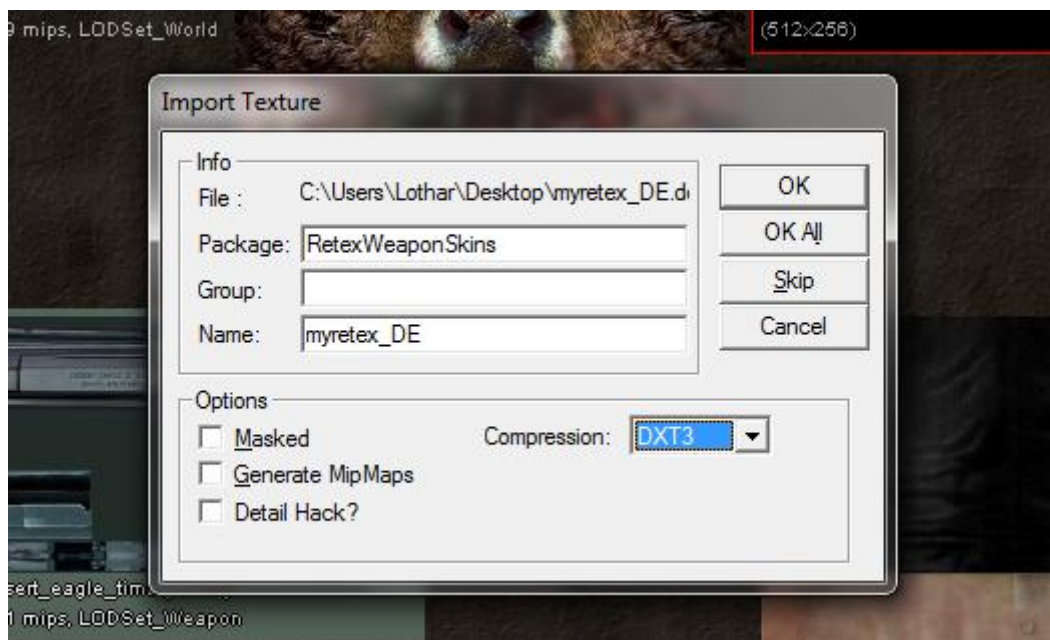 9 mips, LODSet_World
(512x256)
Import Texture
Info
File :
C:\Users\Lothar\Desktop\myretex_DE.d
OK
Package:
RetexWeaponSkins
OK All
Group:
Skip
Name:
myretex_DE
Cancel
Options
Masked
Compression:
DXT3
Generate MipMaps
Detail Hack?
sert_eagle_tim
1 mips, LODSet_Weapon